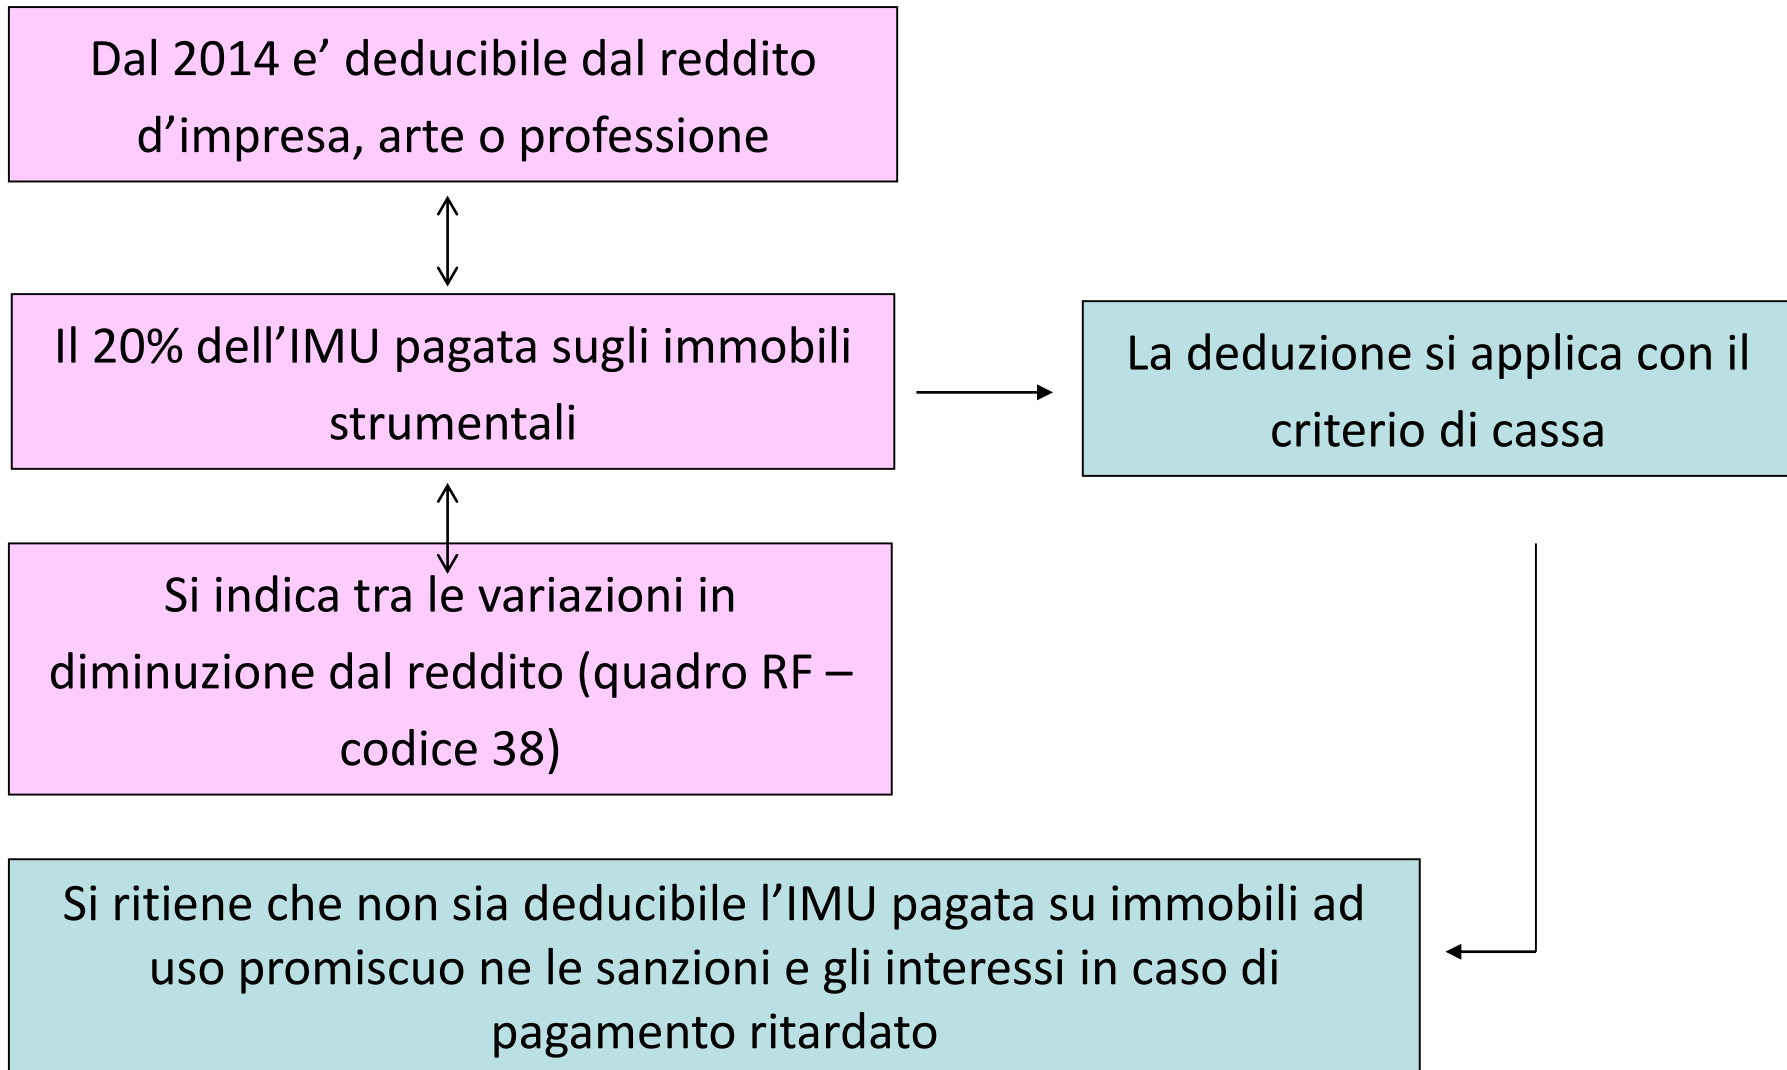 Dal 2014 e’ deducibile dal reddito
d’impresa, arte o professione
Il 20% dell’IMU pagata sugli immobili
strumentali
La deduzione si applica con il
criterio di cassa
Si indica tra le variazioni in
diminuzione dal reddito (quadro RF –
codice 38)
Si ritiene che non sia deducibile l’IMU pagata su immobili ad
uso promiscuo ne le sanzioni e gli interessi in caso di
pagamento ritardato